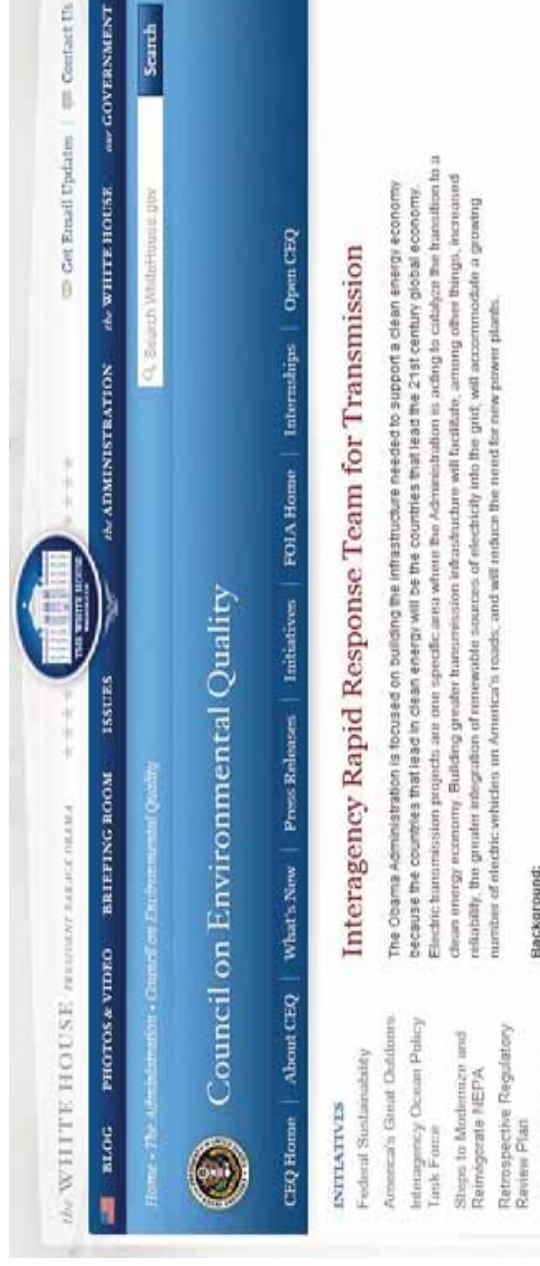 the WHITE HOUSE PRESIDENT BARACK OBAMA
THE WHITE HOUSE
WASHINGTON
Get Email Updates | Contact Us
BLOG PHOTOS & VIDEO BRIEFING ROOM ISSUES the ADMINISTRATION the WHITE HOUSE our GOVERNMENT
Home • The Administration • Council on Environmental Quality
Search WhiteHouse.gov Search
Council on Environmental Quality
CEQ Home | About CEQ | What's New | Press Releases | Initiatives | FOIA Home | Internships | Open CEQ
INITIATIVES
Federal Sustainability
America's Great Outdoors
Interagency Ocean Policy
Task Force
Steps to Modernize and
Reinvigorate NEPA
Retrospective Regulatory
Review Plan
Interagency Rapid Response Team for Transmission
The Obama Administration is focused on building the infrastructure needed to support a clean energy economy
because the countries that lead in clean energy will be the countries that lead the 21st century global economy.
Electric transmission projects are one specific area where the Administration is acting to catalyze the transition to a
clean energy economy. Building greater transmission infrastructure will facilitate, among other things, increased
reliability, the greater integration of renewable sources of electricity into the grid, will accommodate a growing
number of electric vehicles on America's roads, and will reduce the need for new power plants.
Background: